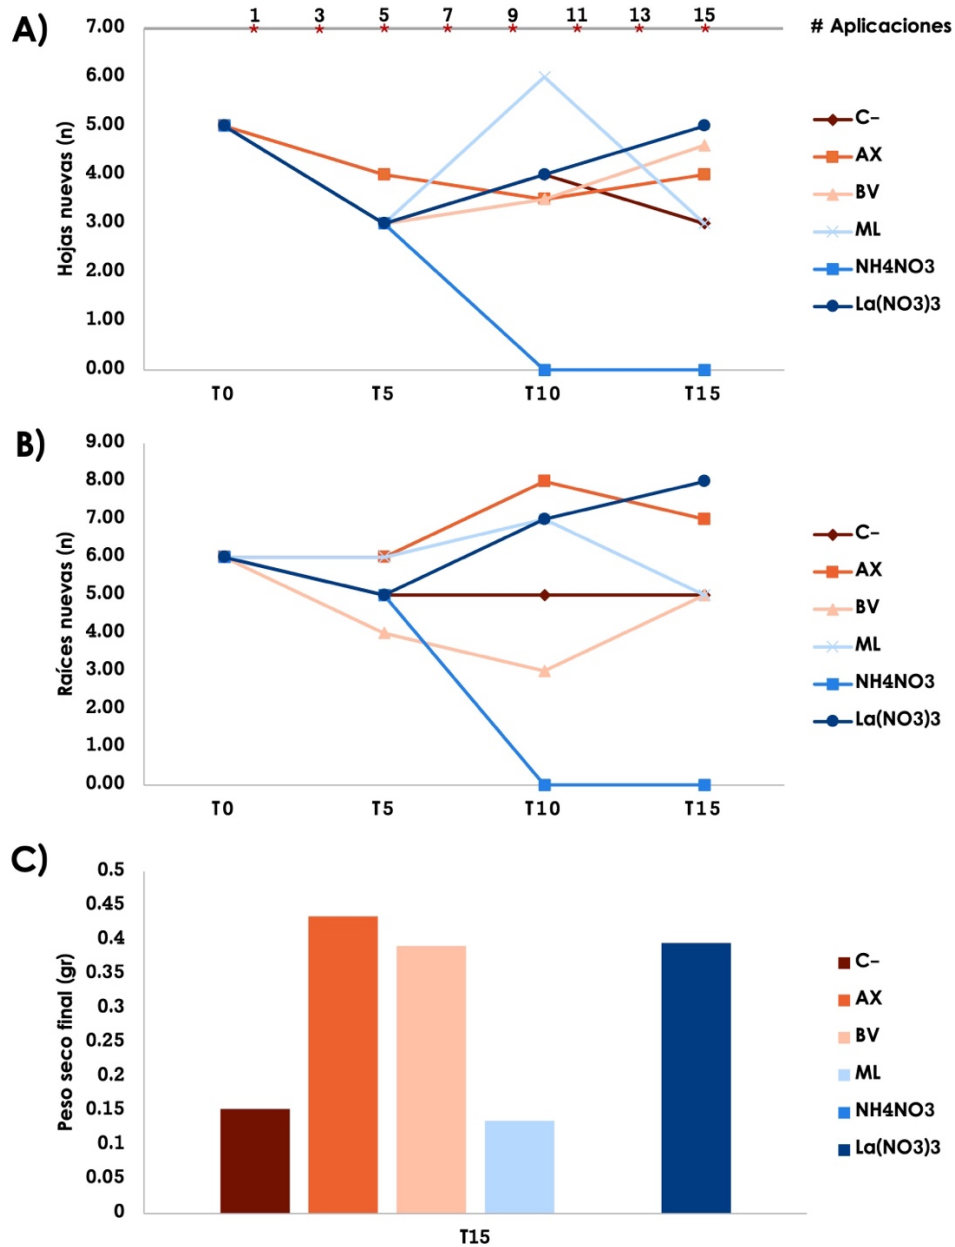 A)
1 3 5 7 9 11 13 15
* * * * * * * *
# Aplicaciones
Hojas nuevas (n)
7.00
6.00
5.00
4.00
3.00
2.00
1.00
0.00
T0 T5 T10 T15
C-
AX
BV
ML
NH4NO3
La(NO3)3
B)
Raíces nuevas (n)
9.00
8.00
7.00
6.00
5.00
4.00
3.00
2.00
1.00
0.00
T0 T5 T10 T15
C-
AX
BV
ML
NH4NO3
La(NO3)3
C)
Peso seco final (gr)
0.5
0.45
0.4
0.35
0.3
0.25
0.2
0.15
0.1
0.05
0
T15
C-
AX
BV
ML
NH4NO3
La(NO3)3